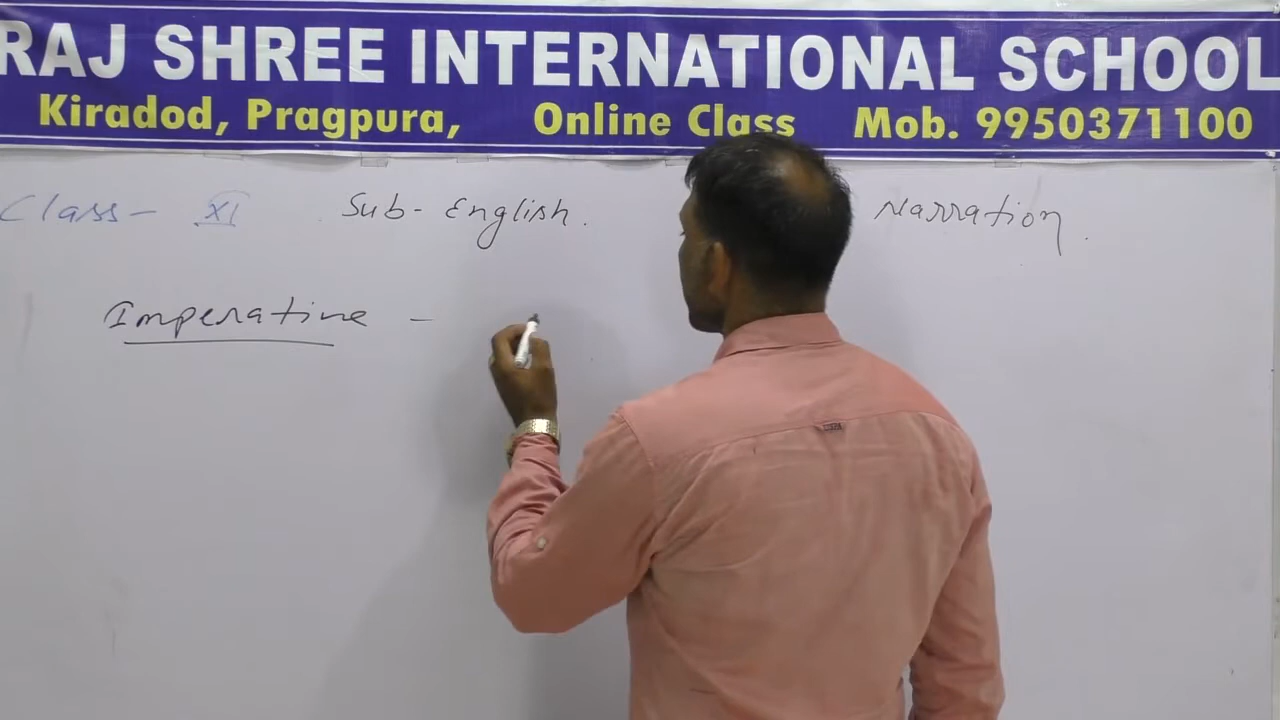 RAJ SHREE INTERNATIONAL SCHOOL
Kiradod, Pragpura, Online Class Mob. 9950371100
Class - XI Sub - English. Narration.
Imperative -